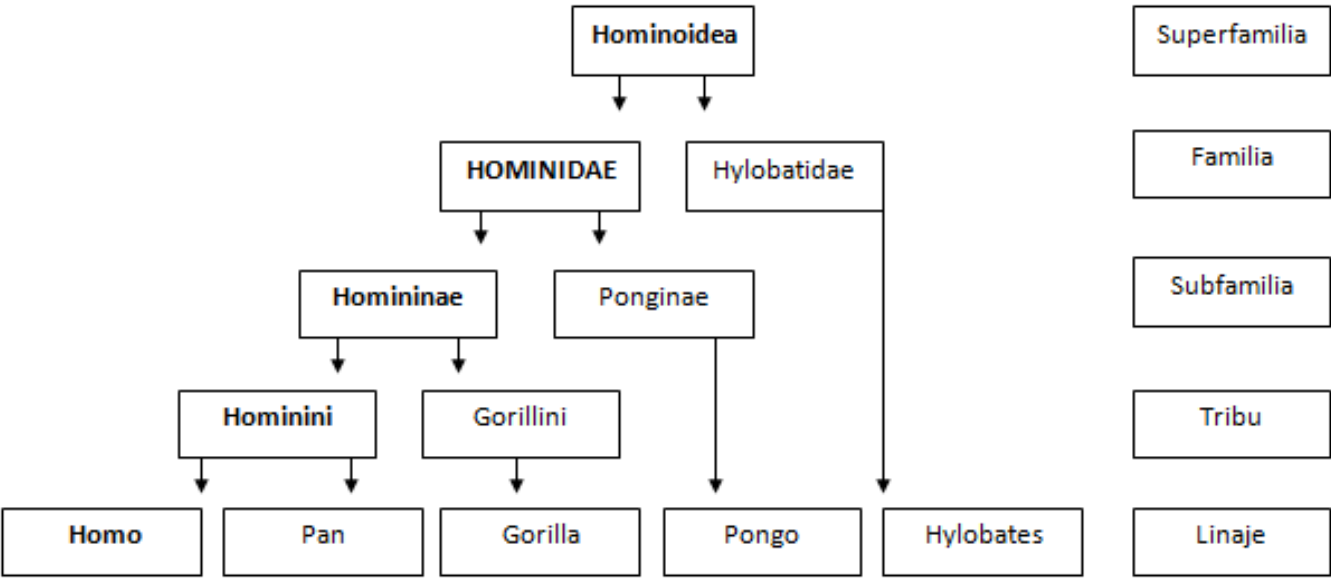 Hominoidea
Superfamilia
HOMINIDAE
Hylobatidae
Familia
Homininae
Ponginae
Subfamilia
Hominini
Gorillini
Tribu
Homo
Pan
Gorilla
Pongo
Hylobates
Linaje